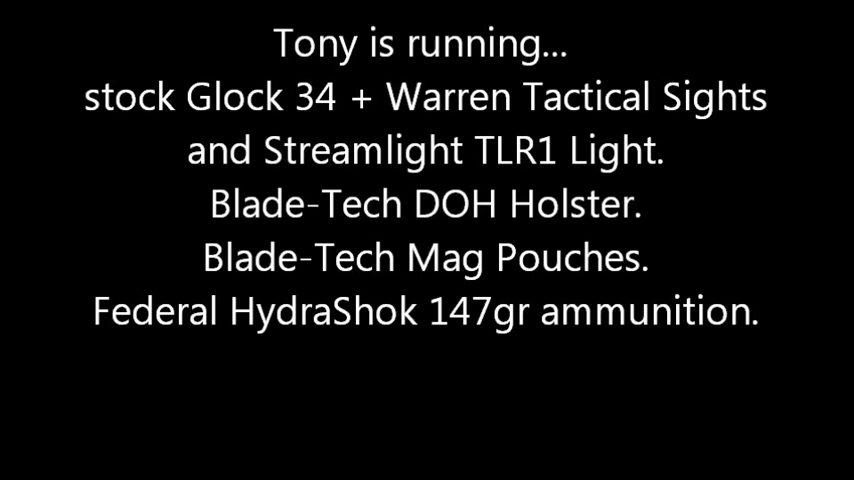 Tony is running...
stock Glock 34 + Warren Tactical Sights
and Streamlight TLR1 Light.
Blade-Tech DOH Holster.
Blade-Tech Mag Pouches.
Federal HydraShok 147gr ammunition.